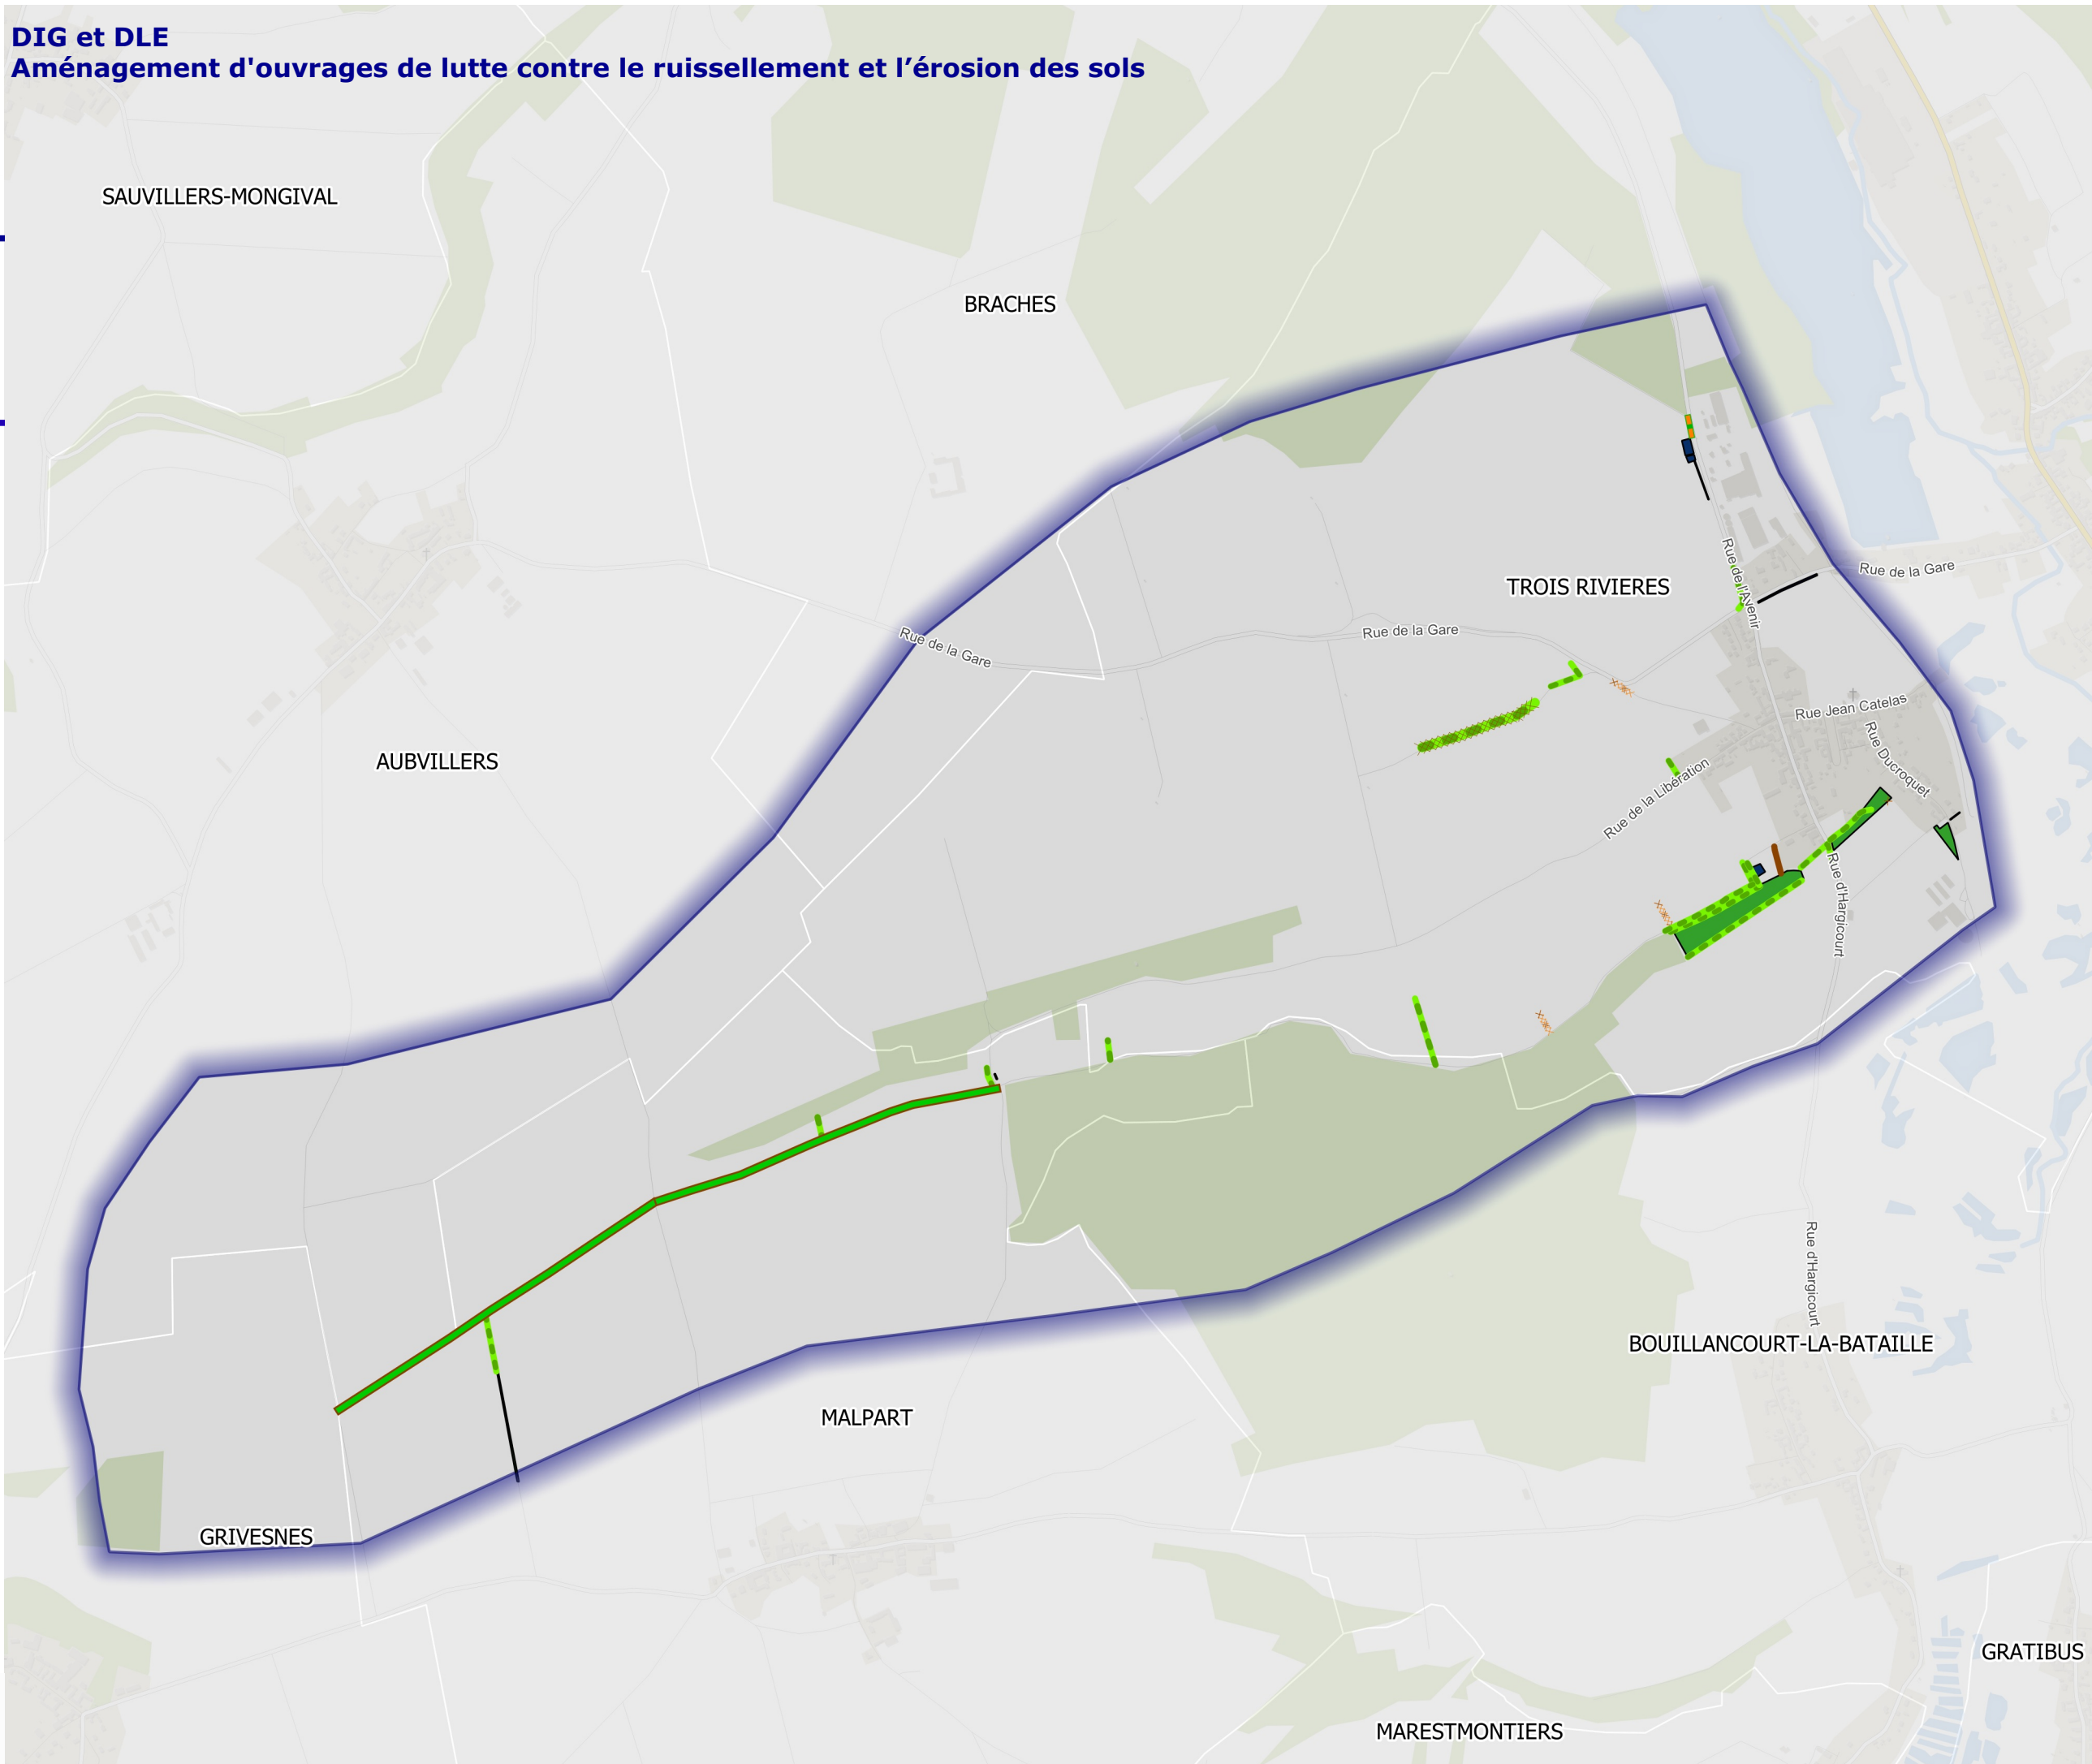 DIG et DLE
Aménagement d'ouvrages de lutte contre le ruissellement et l’érosion des sols
SAUVILLERS-MONGIVAL
BRACHES
Rue de l'Avenir
Rue de la Gare
TROIS RIVIERES
Rue de la Gare
Rue de la Gare
Rue Jean Catelas
Rue Ducroquet
AUBVILLERS
Rue de la Libération
Rue d'Hargicourt
Rue d'Hargicourt
BOUILLANCOURT-LA-BATAILLE
MALPART
GRIVESNES
GRATIBUS
MARESTMONTIERS